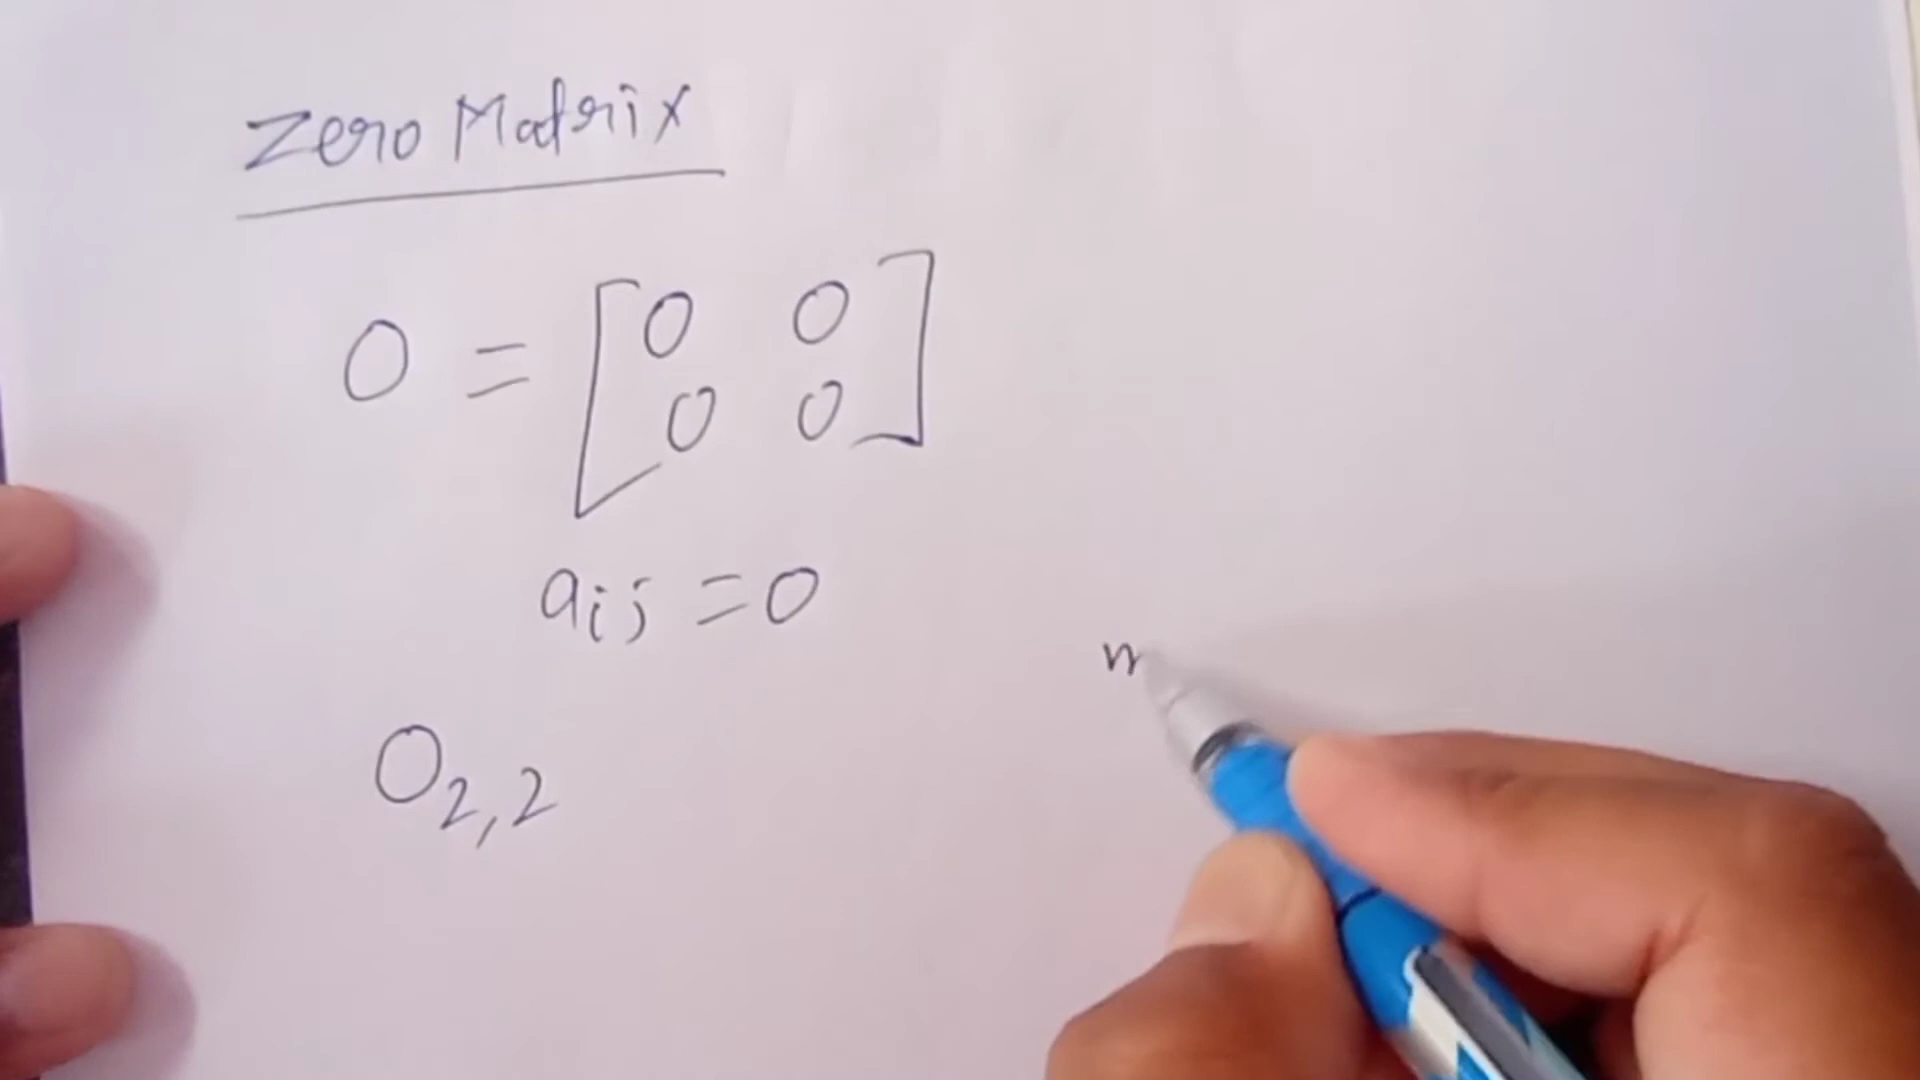 Zero Matrix
O = [0 0
0 0]
aij = 0
O2,2
m